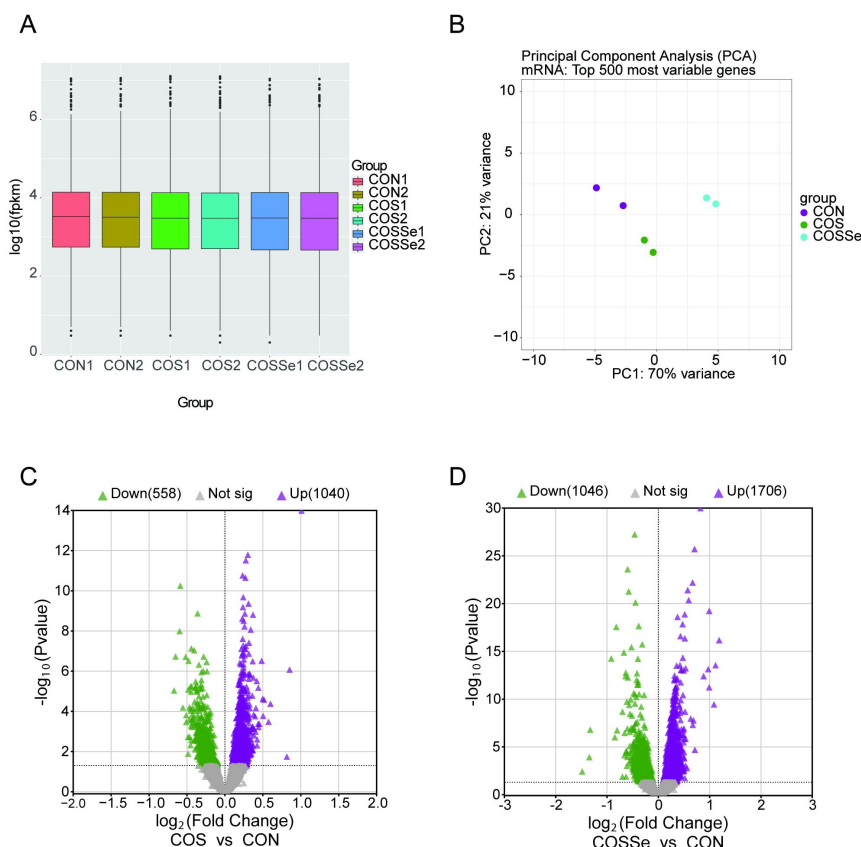 A
log10(fpkm)
6
4
2
0
CON1 CON2 COS1 COS2 COSSe1 COSSe2
Group
Group
CON1
CON2
COS1
COS2
COSSe1
COSSe2
B
Principal Component Analysis (PCA)
mRNA: Top 500 most variable genes
PC2: 21% variance
10
5
0
−5
−10
−10 −5 0 5 10
PC1: 70% variance
group
CON
COS
COSSe
C
Down(558) Not sig Up(1040)
-log10(Pvalue)
14
12
10
8
6
4
2
0
−2.0 −1.5 −1.0 −0.5 0.0 0.5 1.0 1.5 2.0
log2(Fold Change)
COS vs CON
D
Down(1046) Not sig Up(1706)
-log10(Pvalue)
30
25
20
15
10
5
0
-3 -2 -1 0 1 2 3
log2(Fold Change)
COSSe vs CON